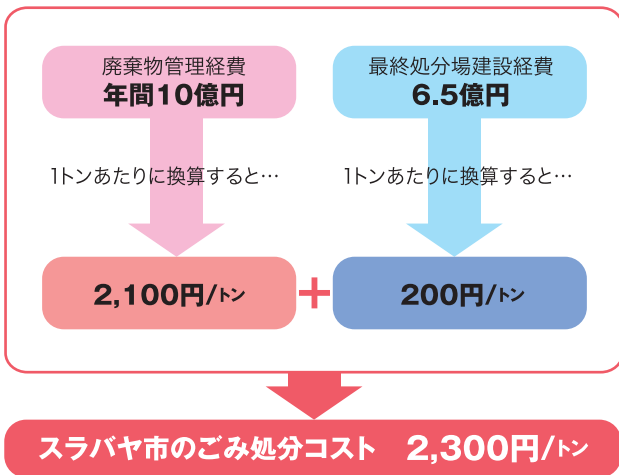 廃棄物管理経費
年間10億円
最終処分場建設経費
6.5億円
1トンあたりに換算すると…
1トンあたりに換算すると…
2,100円/トン
+
200円/トン
スラバヤ市のごみ処分コスト 2,300円/トン